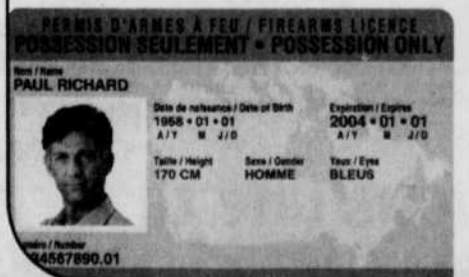 PERMIS D'ARMES À FEU / FIREARMS LICENCE
POSSESSION SEULEMENT • POSSESSION ONLY
Nom / Name
PAUL RICHARD
Date de naissance / Date of Birth
1958 • 01 • 01
A/Y M J/D
Expiration / Expires
2004 • 01 • 01
A/Y M J/D
Taille / Height
170 CM
Sexe / Gender
HOMME
Yeux / Eyes
BLEUS
Numéro / Number
4567890.01